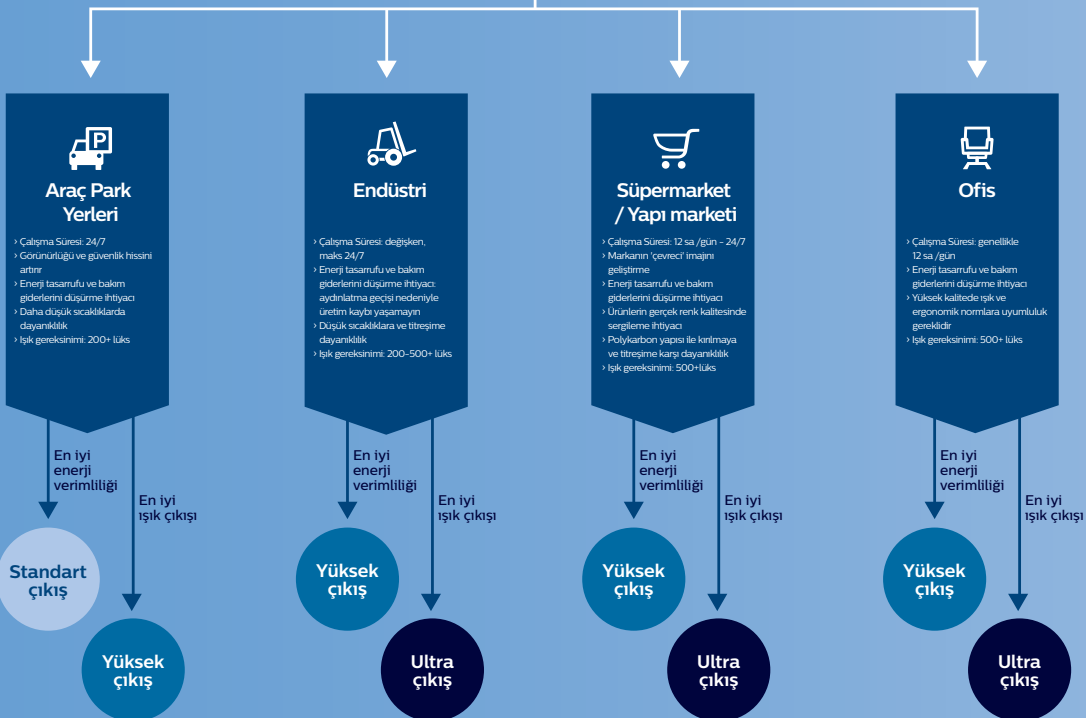 P
Araç Park
Yerleri
› Çalışma Süresi: 24/7
› Görünürlüğü ve güvenlik hissini
artırır
› Enerji tasarrufu ve bakım
giderlerini düşürme ihtiyacı
› Daha düşük sıcaklıklarda
dayanıklılık
› Işık gereksinimi: 200+ lüks
En iyi
enerji
verimliliği
En iyi
ışık çıkışı
Standart
çıkış
Yüksek
çıkış
Endüstri
› Çalışma Süresi: değişken,
maks 24/7
› Enerji tasarrufu ve bakım
giderlerini düşürme ihtiyacı:
aydınlatma geçişi nedeniyle
üretim kaybı yaşamayın
› Düşük sıcaklıklara ve titreşime
dayanıklılık
› Işık gereksinimi: 200-500+ lüks
En iyi
enerji
verimliliği
En iyi
ışık çıkışı
Yüksek
çıkış
Ultra
çıkış
Süpermarket
/ Yapı marketi
› Çalışma Süresi: 12 sa /gün - 24/7
› Markanın 'çevreci' imajını
geliştirme
› Enerji tasarrufu ve bakım
giderlerini düşürme ihtiyacı
› Ürünlerin gerçek renk kalitesinde
sergileme ihtiyacı
› Polykarbon yapısı ile kırılmaya
ve titreşime karşı dayanıklılık
› Işık gereksinimi: 500+lüks
En iyi
enerji
verimliliği
En iyi
ışık çıkışı
Yüksek
çıkış
Ultra
çıkış
Ofis
› Çalışma Süresi: genellikle
12 sa /gün
› Enerji tasarrufu ve bakım
giderlerini düşürme ihtiyacı
› Yüksek kalitede ışık ve
ergonomik normlara uyumluluk
gereklidir
› Işık gereksinimi: 500+ lüks
En iyi
enerji
verimliliği
En iyi
ışık çıkışı
Yüksek
çıkış
Ultra
çıkış